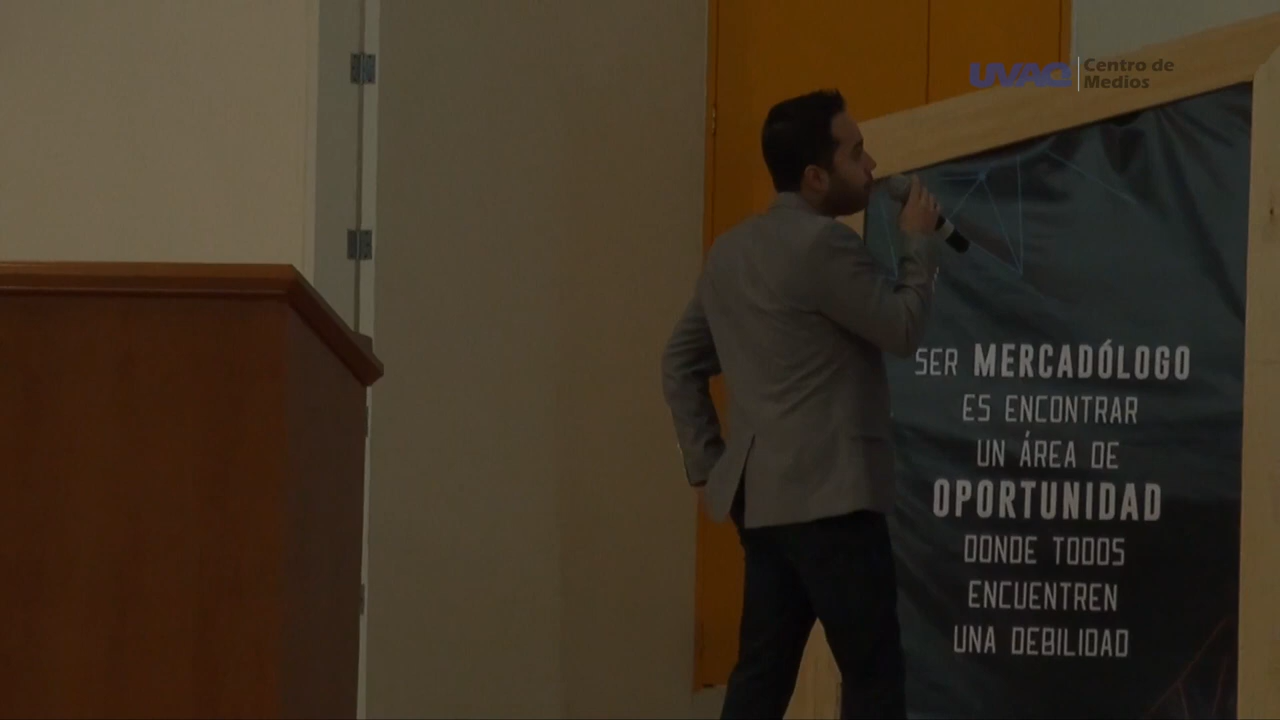 UVAQ
Centro de
Medios
SER MERCADÓLOGO
ES ENCONTRAR
UN ÁREA DE
OPORTUNIDAD
DONDE TODOS
ENCUENTREN
UNA DEBILIDAD